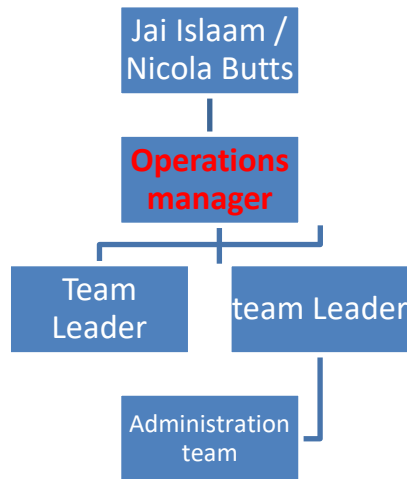 Jai Islaam /
Nicola Butts
Operations
manager
Team
Leader
team Leader
Administration
team